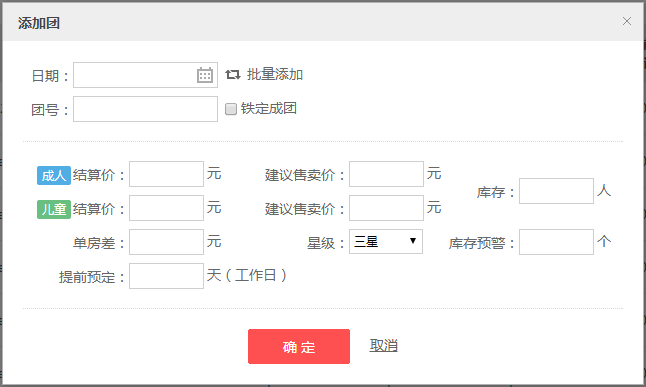 添加团
日期： 批量添加
团号： 铁定成团
成人 结算价： 元 建议售卖价： 元
库存： 人
儿童 结算价： 元 建议售卖价： 元
单房差： 元 星级： 三星 库存预警： 个
提前预定： 天（工作日）
确 定 取消